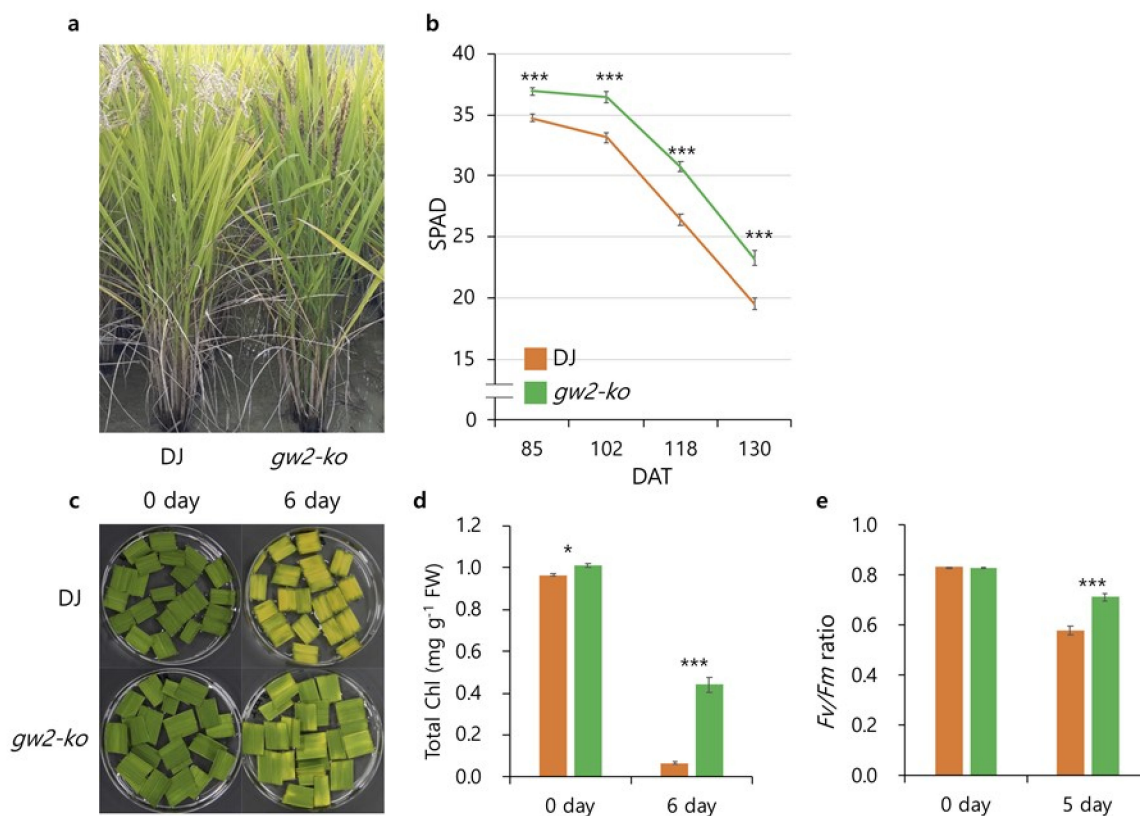 a
DJ gw2-ko
b
40
35
30
25
20
15
0
SPAD
*** *** *** ***
DJ
gw2-ko
85 102 118 130
DAT
c
0 day 6 day
DJ
gw2-ko
d
1.2
1.0
0.8
0.6
0.4
0.2
0.0
Total Chl (mg g⁻¹ FW)
* ***
0 day 6 day
e
1.0
0.8
0.6
0.4
0.2
0.0
Fv/Fm ratio
***
0 day 5 day